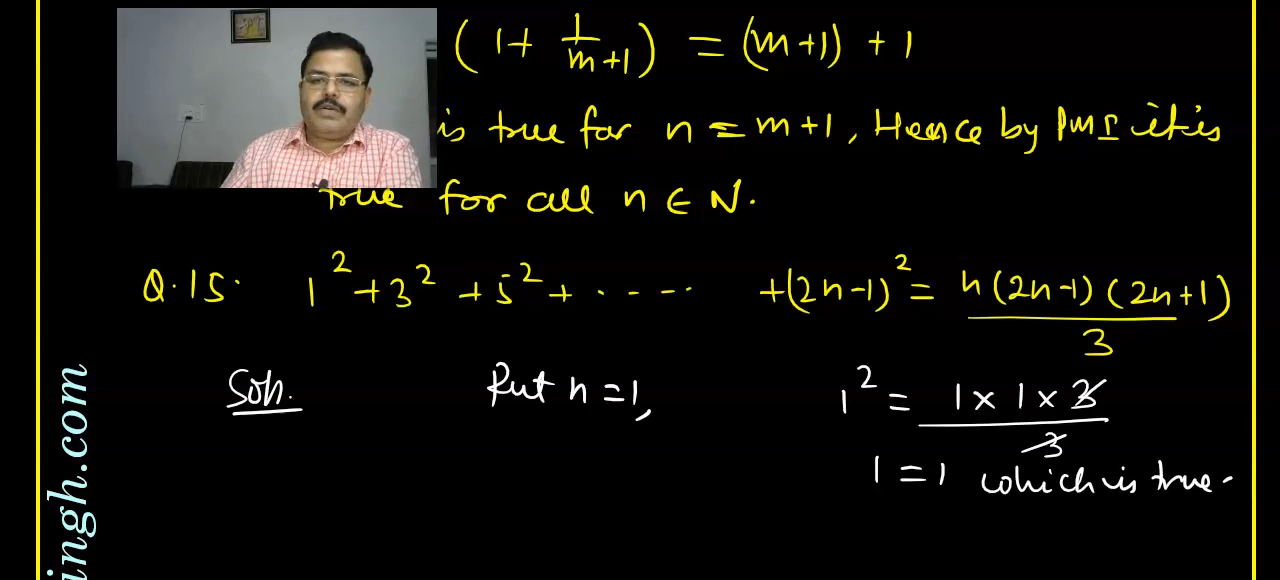 (1 + 1/(m+1)) = (m+1) + 1
is true for n = m+1, Hence by PMI it is
true for all n ∈ N.
Q.15. 1² + 3² + 5² + ..... + (2n-1)² = n(2n-1)(2n+1)/3
Soln. Put n = 1, 1² = 1 x 1 x 3/3
1 = 1 which is true.
ingh.com